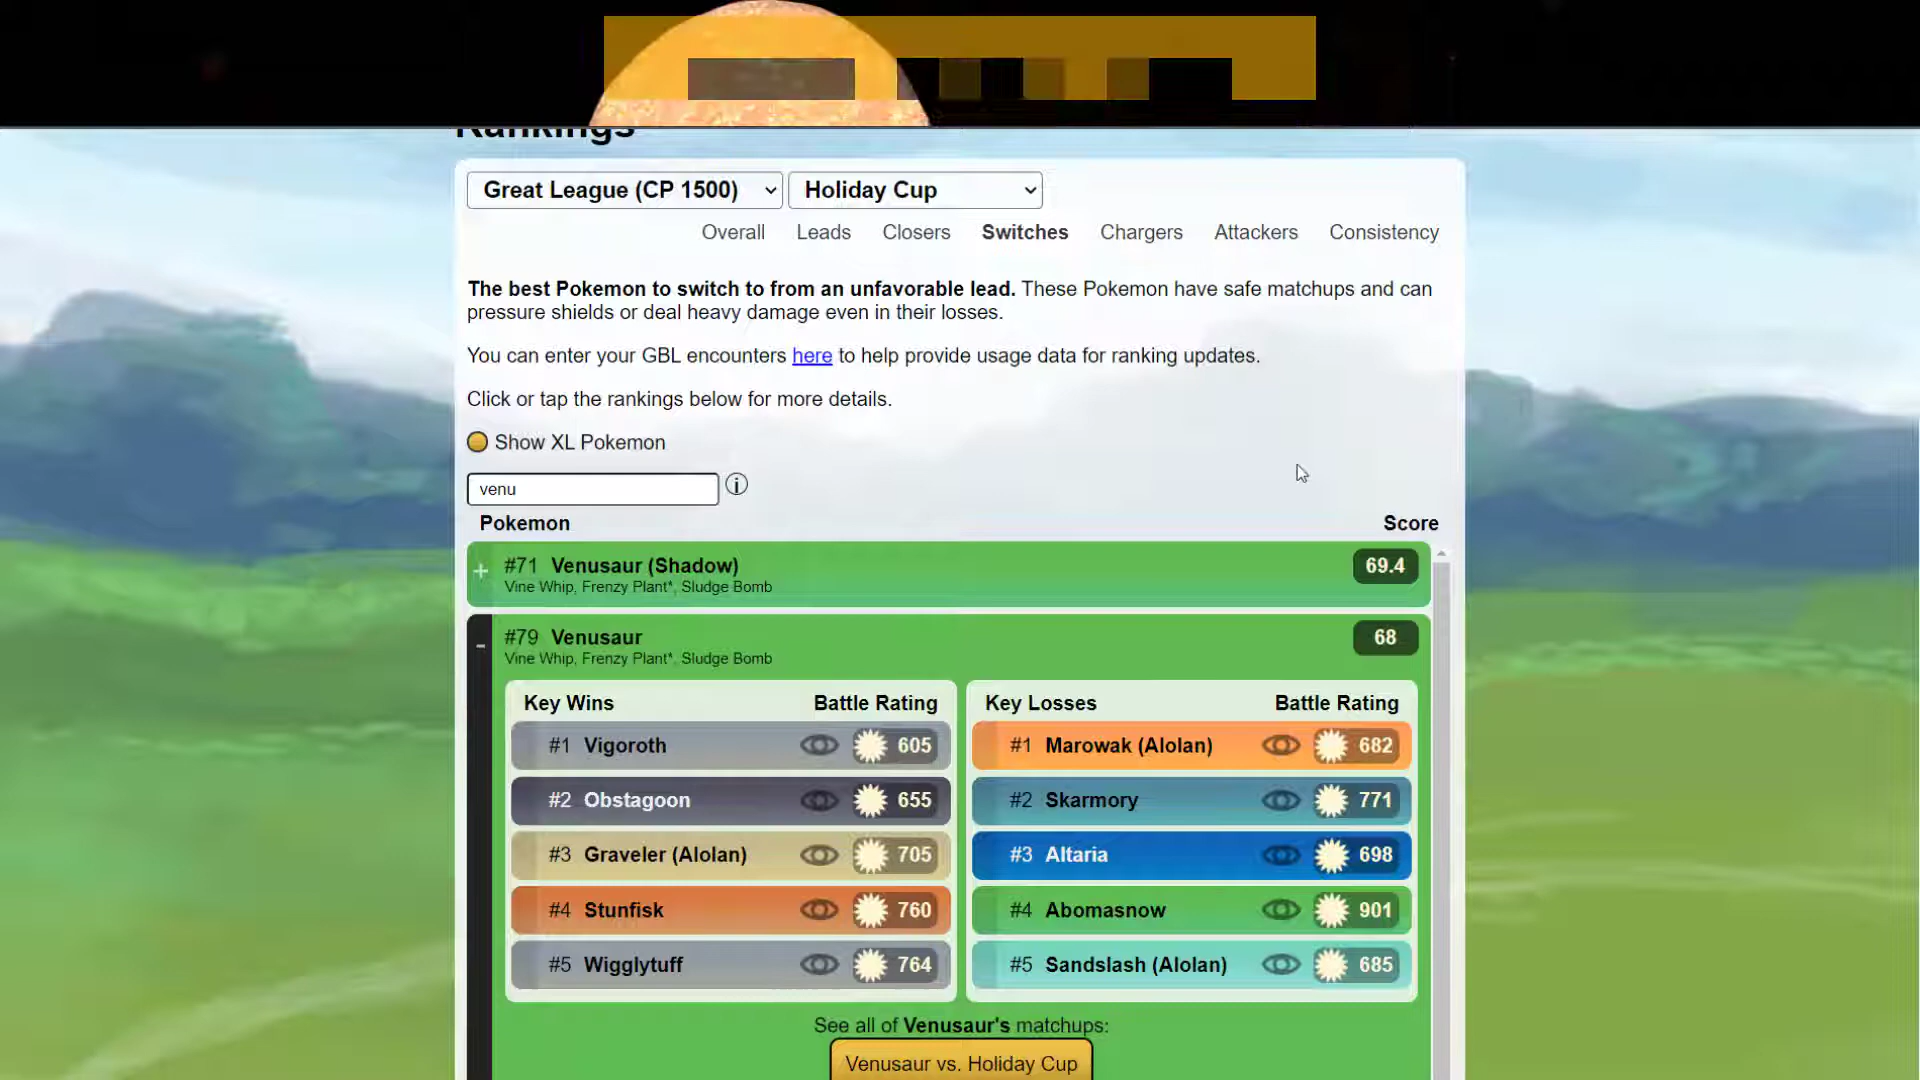 Rankings
Great League (CP 1500) Holiday Cup
Overall Leads Closers Switches Chargers Attackers Consistency
The best Pokemon to switch to from an unfavorable lead. These Pokemon have safe matchups and can
pressure shields or deal heavy damage even in their losses.
You can enter your GBL encounters here to help provide usage data for ranking updates.
Click or tap the rankings below for more details.
Show XL Pokemon
venu i
Pokemon Score
+ #71 Venusaur (Shadow) 69.4
Vine Whip, Frenzy Plant*, Sludge Bomb
- #79 Venusaur 68
Vine Whip, Frenzy Plant*, Sludge Bomb
Key Wins Battle Rating Key Losses Battle Rating
#1 Vigoroth 605 #1 Marowak (Alolan) 682
#2 Obstagoon 655 #2 Skarmory 771
#3 Graveler (Alolan) 705 #3 Altaria 698
#4 Stunfisk 760 #4 Abomasnow 901
#5 Wigglytuff 764 #5 Sandslash (Alolan) 685
See all of Venusaur's matchups:
Venusaur vs. Holiday Cup